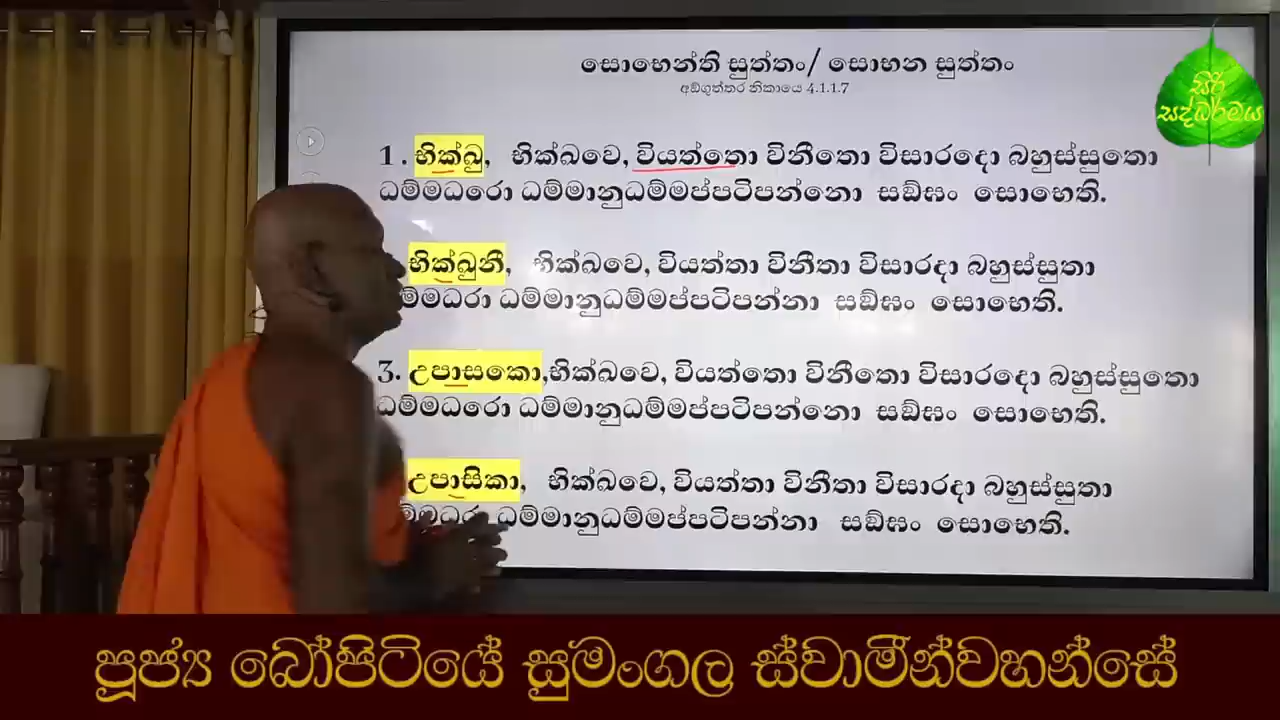 සොභෙන්ති සුත්තං/ සොභන සුත්තං
අඞ්ගුත්තර නිකායෙ 4.1.1.7
සිරි
සද්ධර්මය
1 . භික්ඛු, භික්ඛවෙ, වියත්තො විනීතො විසාරදො බහුස්සුතො
ධම්මධරො ධම්මානුධම්මප්පටිපන්නො සඞ්ඝං සොභෙති.
භික්ඛුනී, භික්ඛවෙ, වියත්තා විනීතා විසාරදා බහුස්සුතා
ධම්මානුධම්මප්පටිපන්නා සඞ්ඝං සොභෙති.
3. උපාසකො,භික්ඛවෙ, වියත්තො විනීතො විසාරදො බහුස්සුතො
ධම්මධරො ධම්මානුධම්මප්පටිපන්නො සඞ්ඝං සොභෙති.
උපාසිකා, භික්ඛවෙ, වියත්තා විනීතා විසාරදා බහුස්සුතා
ධම්මානුධම්මප්පටිපන්නා සඞ්ඝං සොභෙති.
පූජ්‍ය බෝපිටියේ සුමංගල ස්වාමීන්වහන්සේ